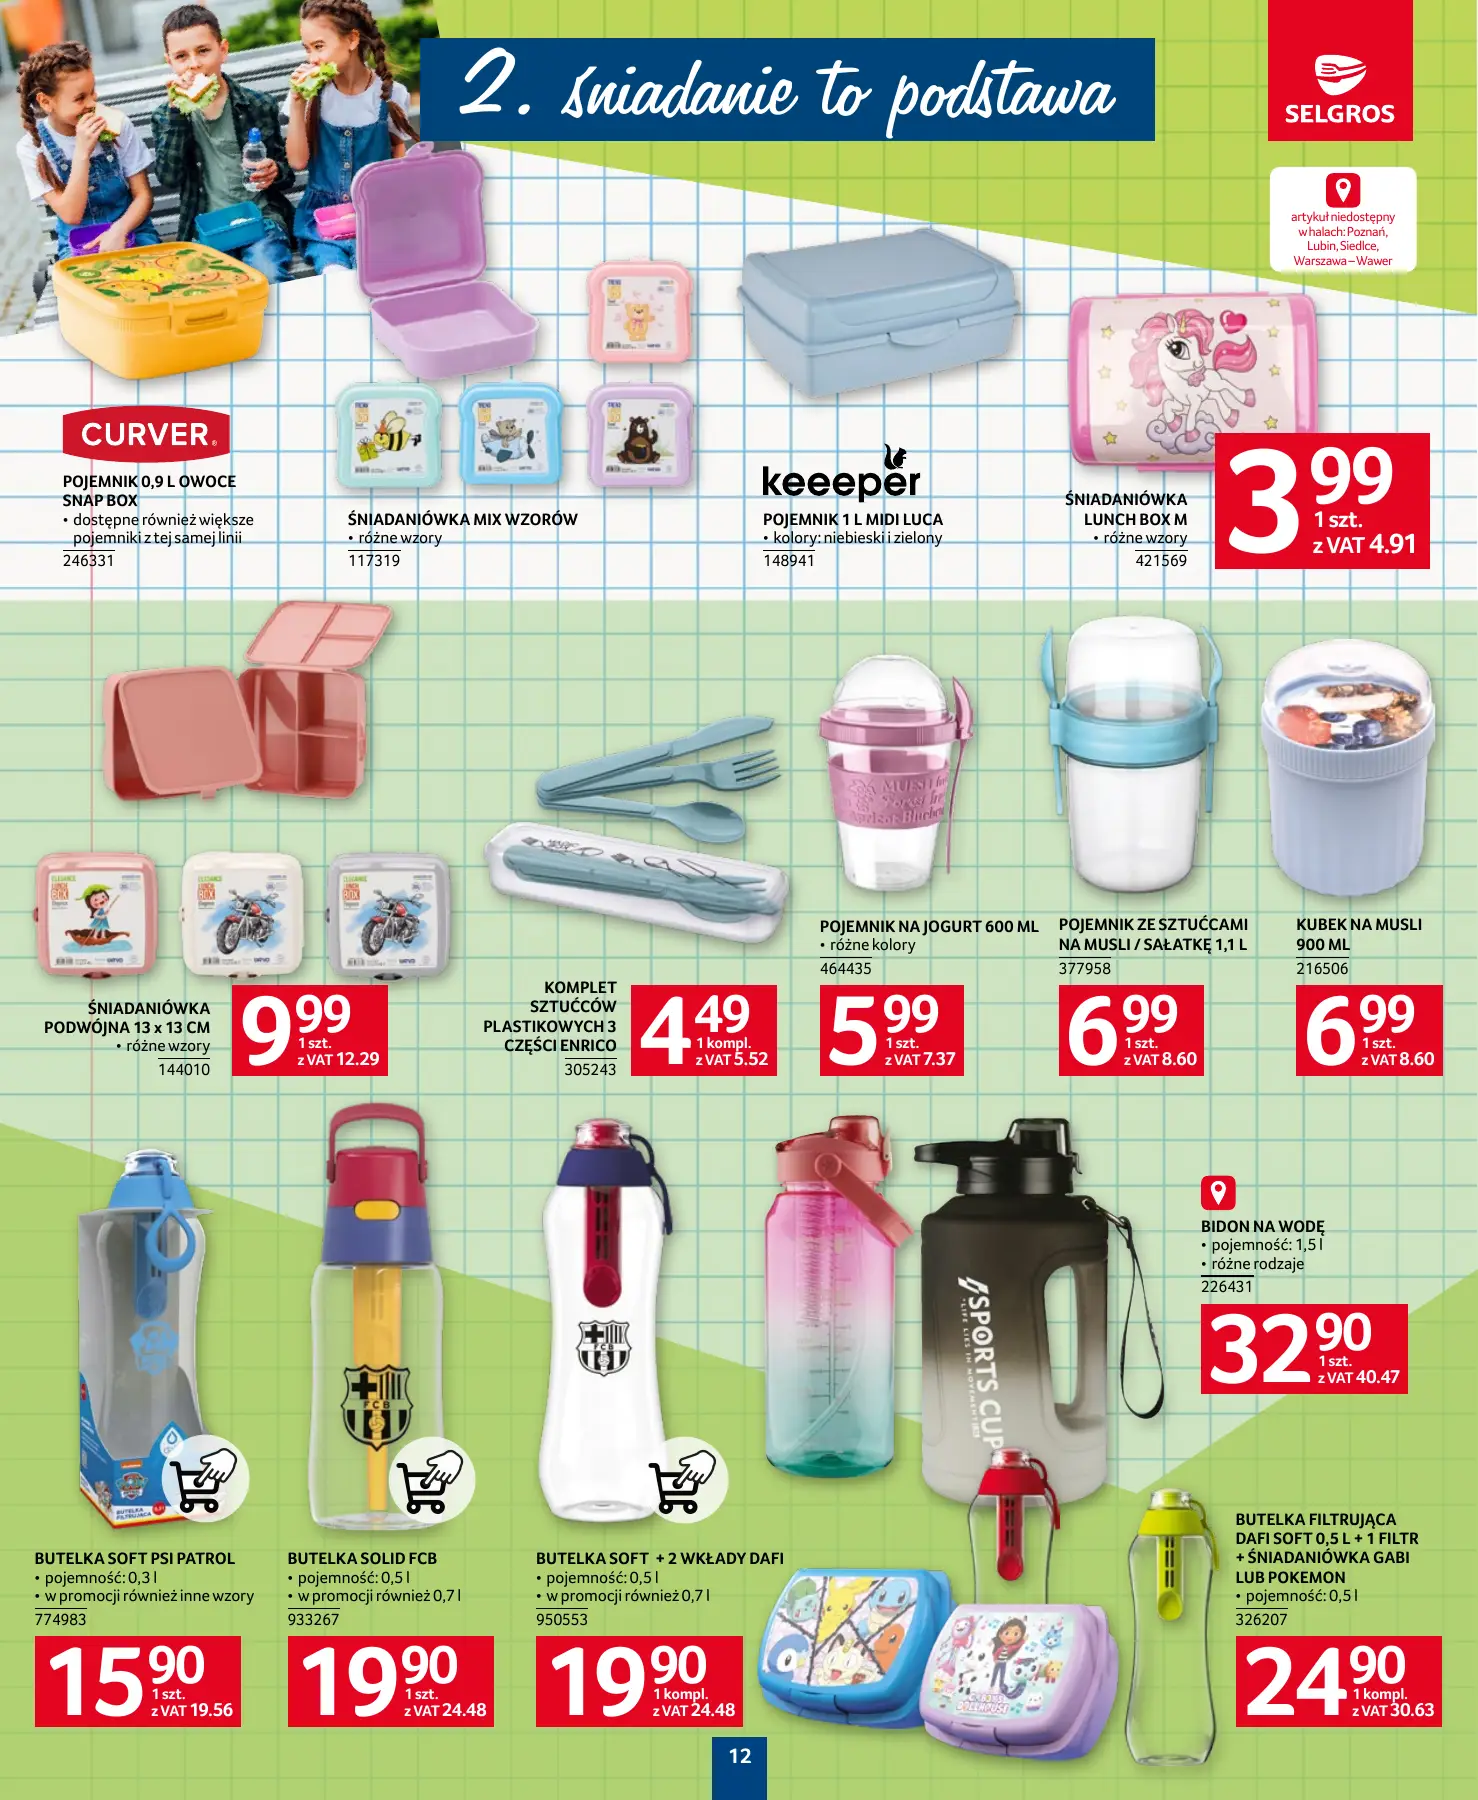 2. śniadanie to podstawa
SELGROS
artykuł niedostępny
w halach: Poznań,
Lubin, Siedlce,
Warszawa – Wawer
CURVER
POJEMNIK 0,9 L OWOCE
SNAP BOX
• dostępne również większe
pojemniki z tej samej linii
246331
ŚNIADANIÓWKA MIX WZORÓW
• różne wzory
117319
keeeper
POJEMNIK 1 L MIDI LUCA
• kolory: niebieski i zielony
148941
ŚNIADANIÓWKA
LUNCH BOX M
• różne wzory
421569
3 99
1 szt.
z VAT 4.91
ŚNIADANIÓWKA
PODWÓJNA 13 x 13 CM
• różne wzory
144010
9 99
1 szt.
z VAT 12.29
KOMPLET
SZTUĆCÓW
PLASTIKOWYCH 3
CZĘŚCI ENRICO
305243
4 49
1 kompl.
z VAT 5.52
POJEMNIK NA JOGURT 600 ML
• różne kolory
464435
5 99
1 szt.
z VAT 7.37
POJEMNIK ZE SZTUĆCAMI
NA MUSLI / SAŁATKĘ 1,1 L
377958
6 99
1 szt.
z VAT 8.60
KUBEK NA MUSLI
900 ML
216506
6 99
1 szt.
z VAT 8.60
BIDON NA WODĘ
• pojemność: 1,5 l
• różne rodzaje
226431
32 90
1 szt.
z VAT 40.47
SPORTS CUP
"LIFE LIES IN MOVEMENT"
FCB
FCB
BUTELKA
FILTRUJĄCA
BUTELKA SOFT PSI PATROL
• pojemność: 0,3 l
• w promocji również inne wzory
774983
15 90
1 szt.
z VAT 19.56
BUTELKA SOLID FCB
• pojemność: 0,5 l
• w promocji również 0,7 l
933267
19 90
1 szt.
z VAT 24.48
BUTELKA SOFT + 2 WKŁADY DAFI
• pojemność: 0,5 l
• w promocji również 0,7 l
950553
19 90
1 kompl.
z VAT 24.48
BUTELKA FILTRUJĄCA
DAFI SOFT 0,5 L + 1 FILTR
+ ŚNIADANIÓWKA GABI
LUB POKEMON
• pojemność: 0,5 l
326207
24 90
1 kompl.
z VAT 30.63
12